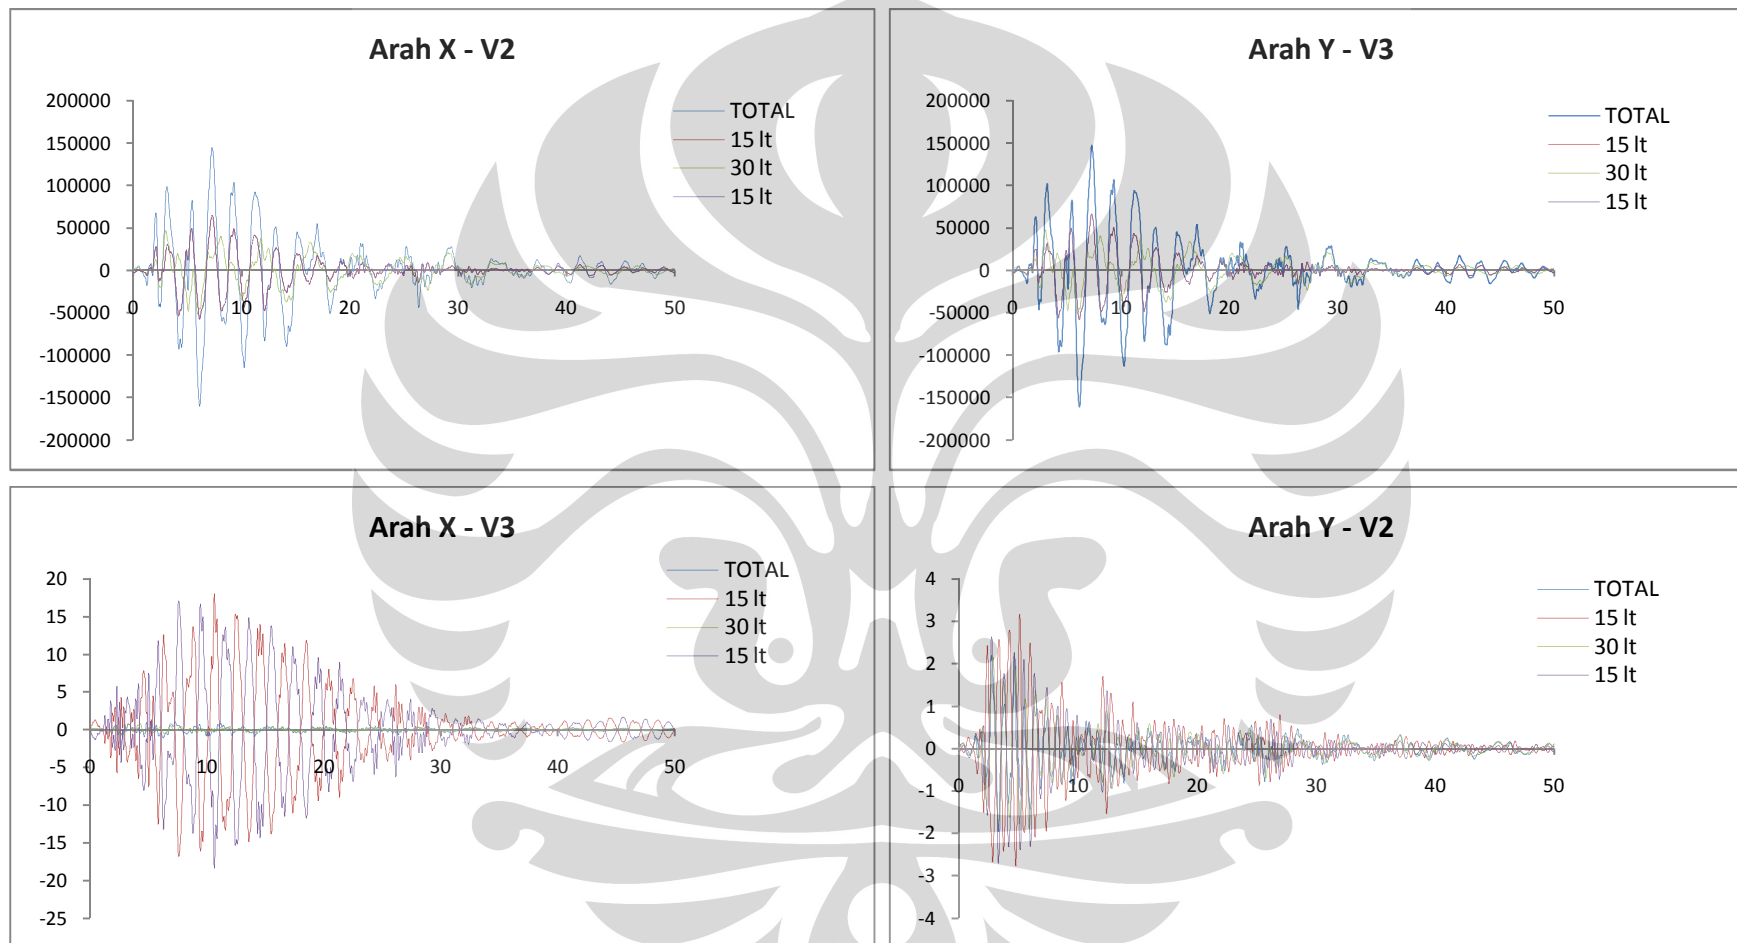 Arah X - V2
200000
150000
100000
50000
0
-50000
-100000
-150000
-200000
0 10 20 30 40 50
TOTAL
15 lt
30 lt
15 lt
Arah Y - V3
200000
150000
100000
50000
0
-50000
-100000
-150000
-200000
0 10 20 30 40 50
TOTAL
15 lt
30 lt
15 lt
Arah X - V3
20
15
10
5
0
-5
-10
-15
-20
-25
0 10 20 30 40 50
TOTAL
15 lt
30 lt
15 lt
Arah Y - V2
4
3
2
1
0
-1
-2
-3
-4
0 10 20 30 40 50
TOTAL
15 lt
30 lt
15 lt